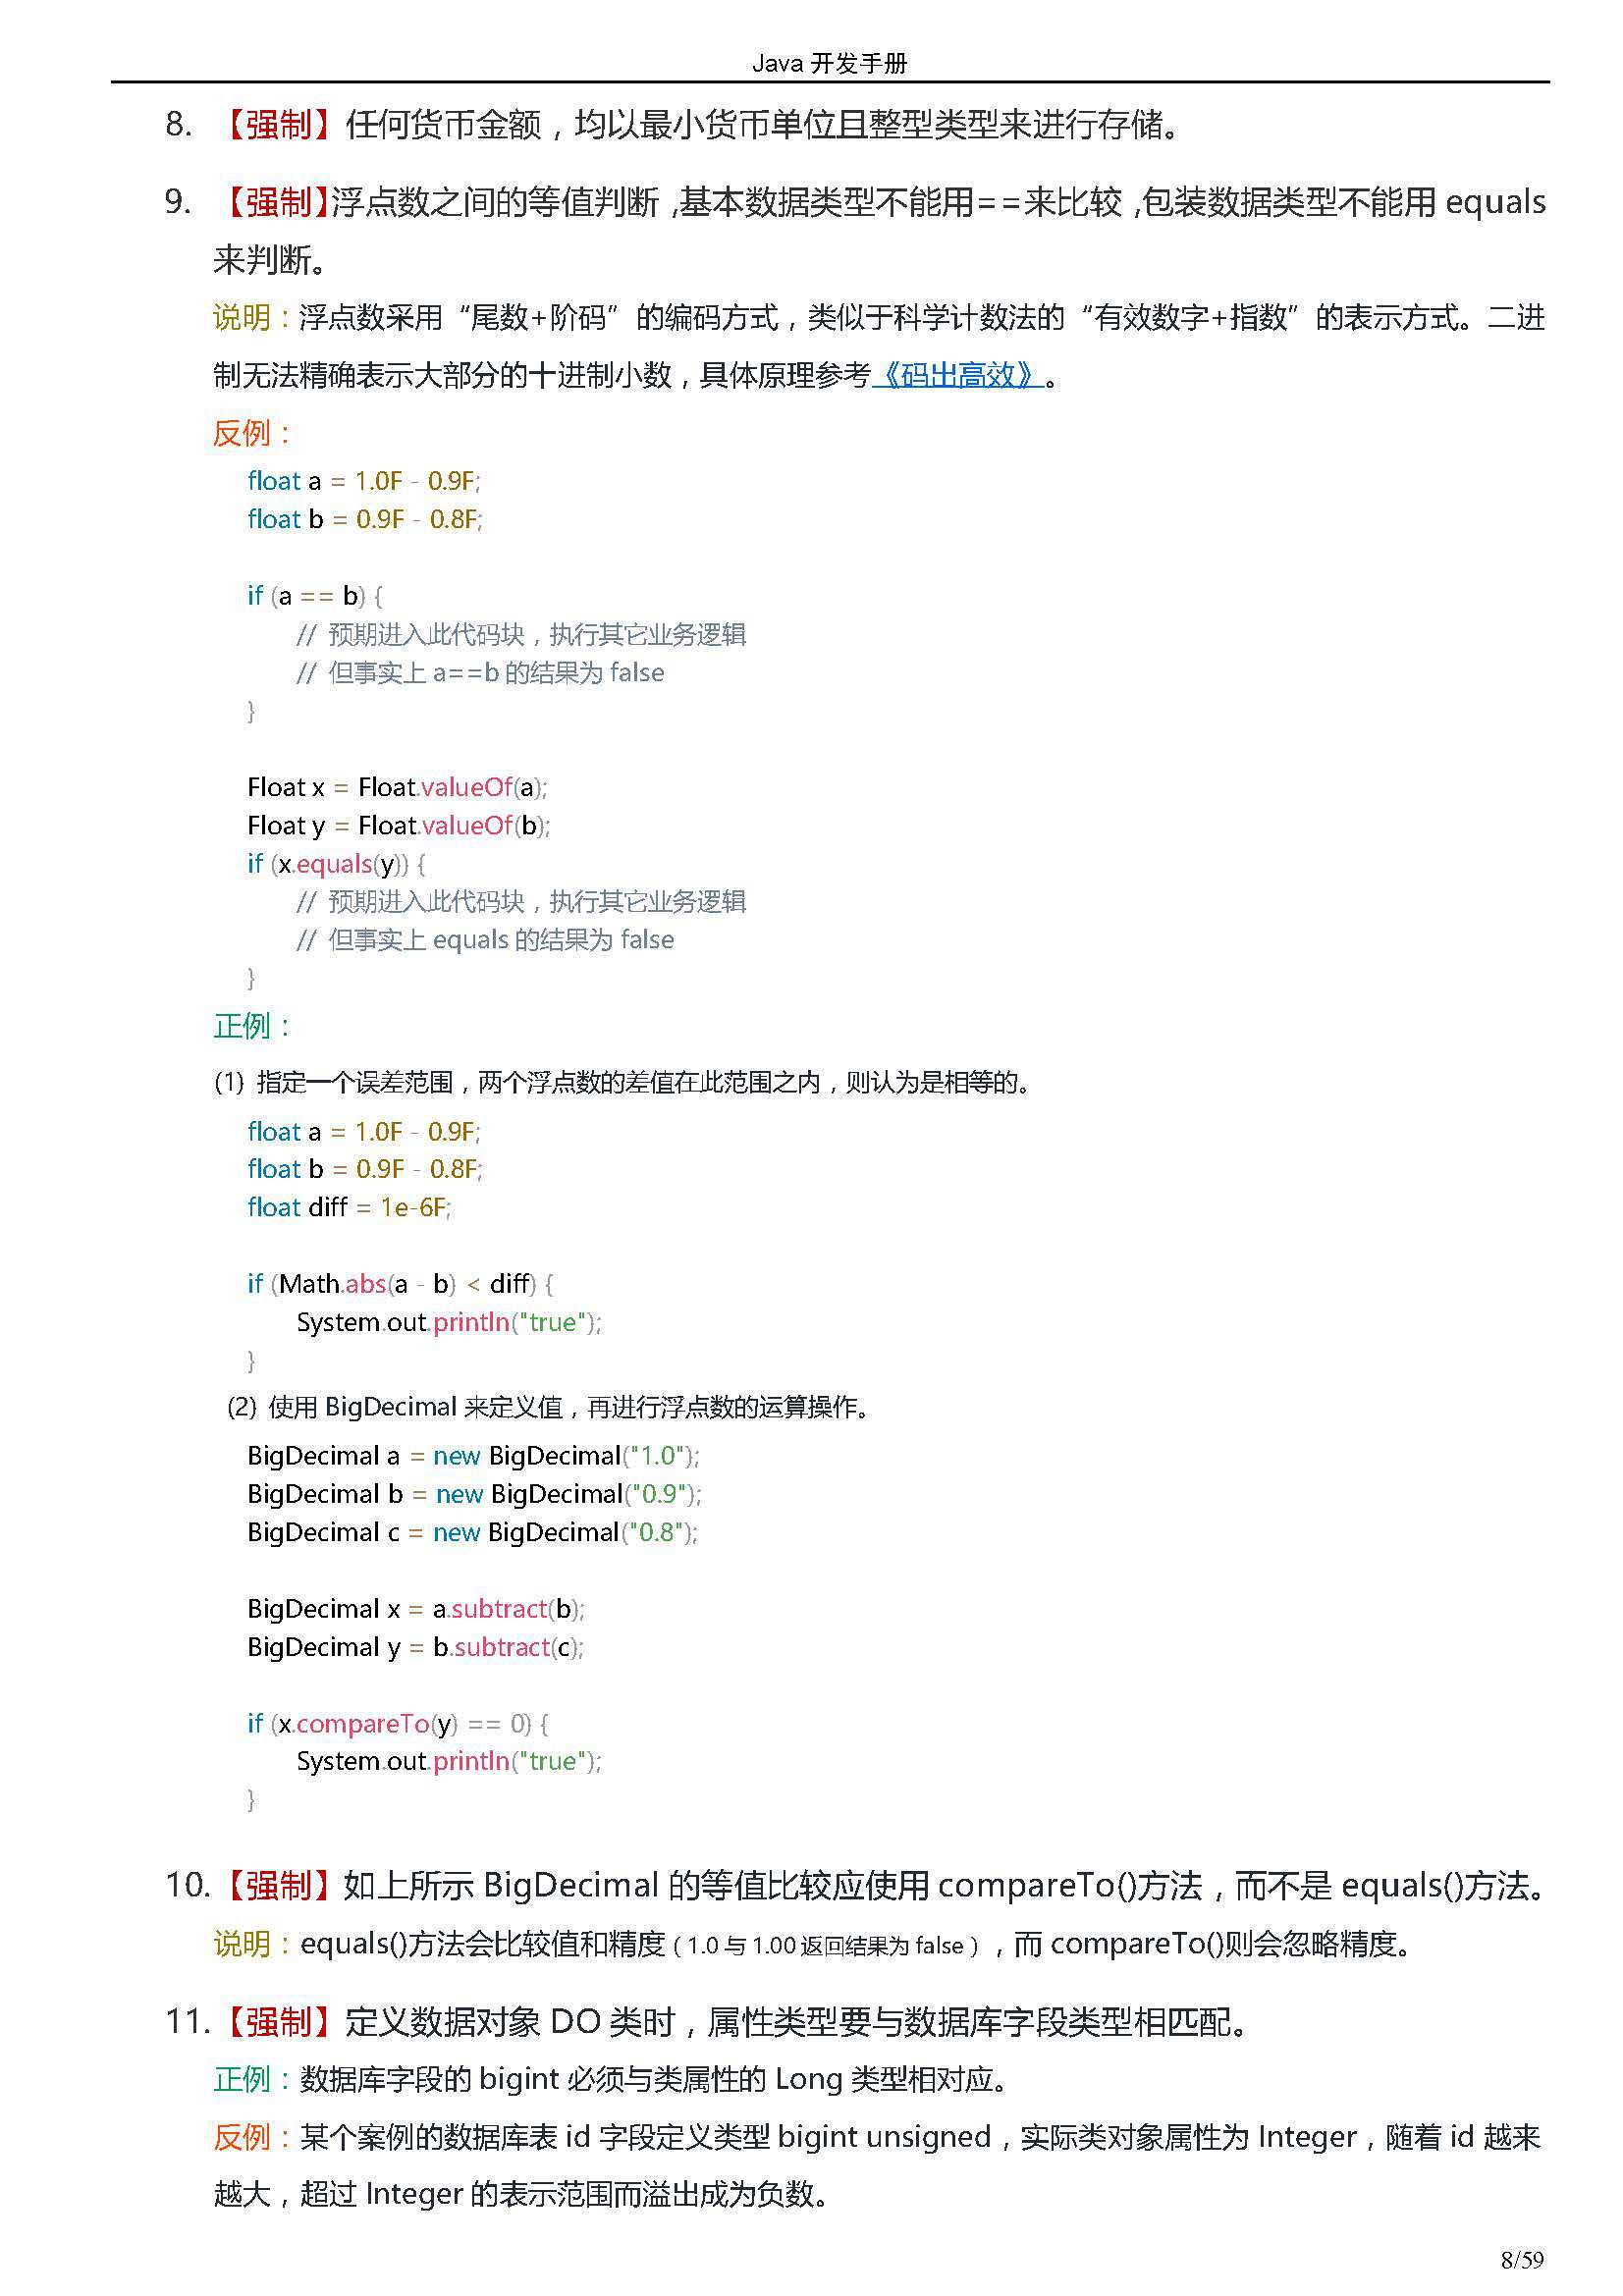 Java 开发手册
8. 【强制】任何货币金额，均以最小货币单位且整型类型来进行存储。
9. 【强制】浮点数之间的等值判断，基本数据类型不能用==来比较，包装数据类型不能用 equals
来判断。
说明：浮点数采用“尾数+阶码”的编码方式，类似于科学计数法的“有效数字+指数”的表示方式。二进
制无法精确表示大部分的十进制小数，具体原理参考《码出高效》。
反例：
float a = 1.0F - 0.9F;
float b = 0.9F - 0.8F;
if (a == b) {
// 预期进入此代码块，执行其它业务逻辑
// 但事实上 a==b 的结果为 false
}
Float x = Float.valueOf(a);
Float y = Float.valueOf(b);
if (x.equals(y)) {
// 预期进入此代码块，执行其它业务逻辑
// 但事实上 equals 的结果为 false
}
正例：
(1) 指定一个误差范围，两个浮点数的差值在此范围之内，则认为是相等的。
float a = 1.0F - 0.9F;
float b = 0.9F - 0.8F;
float diff = 1e-6F;
if (Math.abs(a - b) < diff) {
System.out.println("true");
}
(2) 使用 BigDecimal 来定义值，再进行浮点数的运算操作。
BigDecimal a = new BigDecimal("1.0");
BigDecimal b = new BigDecimal("0.9");
BigDecimal c = new BigDecimal("0.8");
BigDecimal x = a.subtract(b);
BigDecimal y = b.subtract(c);
if (x.compareTo(y) == 0) {
System.out.println("true");
}
10. 【强制】如上所示 BigDecimal 的等值比较应使用 compareTo()方法，而不是 equals()方法。
说明：equals()方法会比较值和精度（1.0 与 1.00 返回结果为 false），而 compareTo()则会忽略精度。
11. 【强制】定义数据对象 DO 类时，属性类型要与数据库字段类型相匹配。
正例：数据库字段的 bigint 必须与类属性的 Long 类型相对应。
反例：某个案例的数据库表 id 字段定义类型 bigint unsigned，实际类对象属性为 Integer，随着 id 越来
越大，超过 Integer 的表示范围而溢出成为负数。
8/59